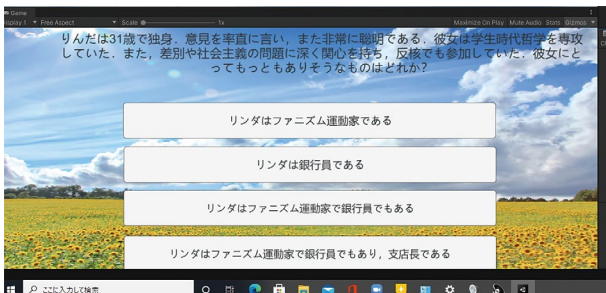 Game
Display 1 Free Aspect Scale 1x Maximize On Play Mute Audio Stats Gizmos
りんだは31歳で独身．意見を率直に言い，また非常に聡明である．彼女は学生時代哲学を専攻
していた．また，差別や社会主義の問題に深く関心を持ち，反核でも参加していた．彼女にと
ってもっともありそうなものはどれか?
リンダはファニズム運動家である
リンダは銀行員である
リンダはファニズム運動家で銀行員でもある
リンダはファニズム運動家で銀行員でもあり，支店長である
ここに入力して検索